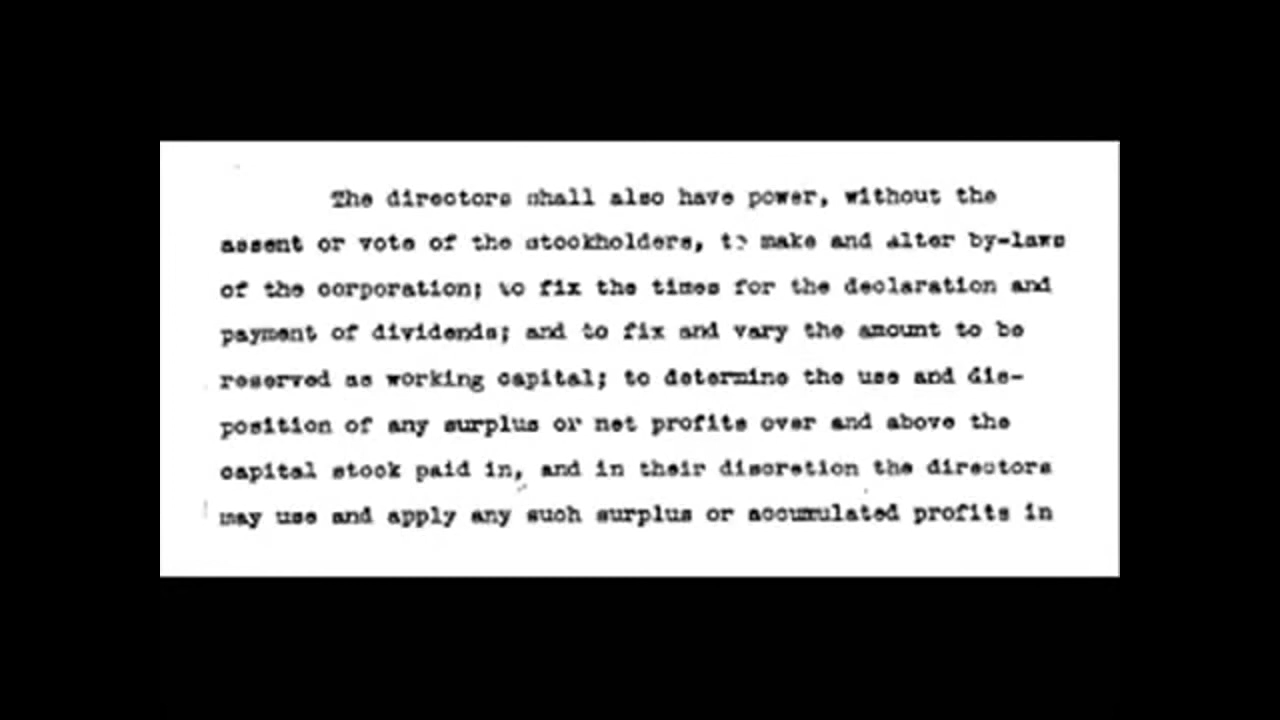 The directors shall also have power, without the
assent or vote of the stockholders, to make and alter by-laws
of the corporation; to fix the times for the declaration and
payment of dividends; and to fix and vary the amount to be
reserved as working capital; to determine the use and dis-
position of any surplus or net profits over and above the
capital stock paid in, and in their discretion the directors
may use and apply any such surplus or accumulated profits in